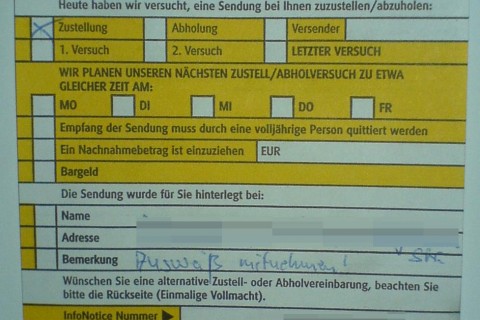 Heute haben wir versucht, eine Sendung bei Ihnen zuzustellen/abzuholen:
Zustellung Abholung Versender
1. Versuch 2. Versuch LETZTER VERSUCH
WIR PLANEN UNSEREN NÄCHSTEN ZUSTELL/ABHOLVERSUCH ZU ETWA
GLEICHER ZEIT AM:
MO DI MI DO FR
Empfang der Sendung muss durch eine volljährige Person quittiert werden
Ein Nachnahmebetrag ist einzuziehen EUR
Bargeld
Die Sendung wurde für Sie hinterlegt bei:
Name
Adresse
Bemerkung Ausweiß mitnehmen!
Wünschen Sie eine alternative Zustell- oder Abholvereinbarung, beachten Sie
bitte die Rückseite (Einmalige Vollmacht).
InfoNotice Nummer